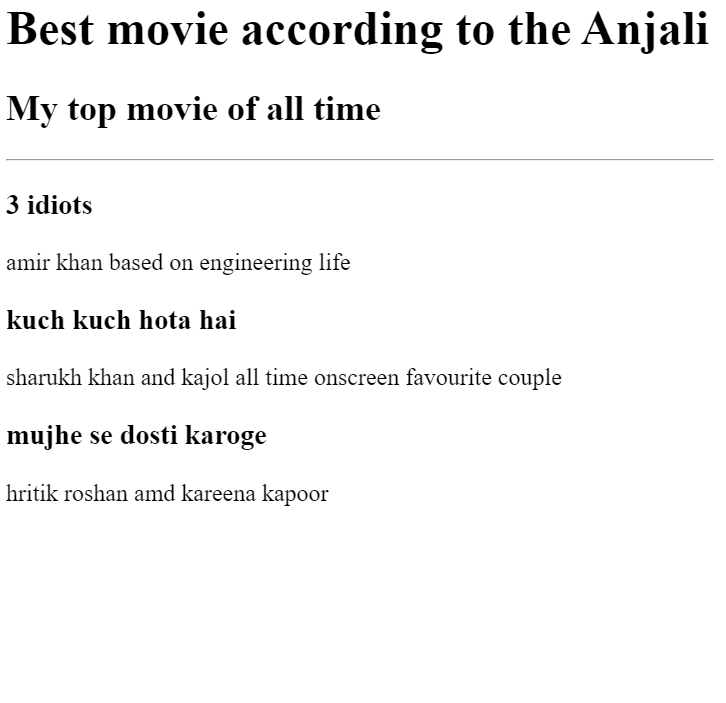 Best movie according to the Anjali
My top movie of all time
3 idiots
amir khan based on engineering life
kuch kuch hota hai
sharukh khan and kajol all time onscreen favourite couple
mujhe se dosti karoge
hritik roshan amd kareena kapoor